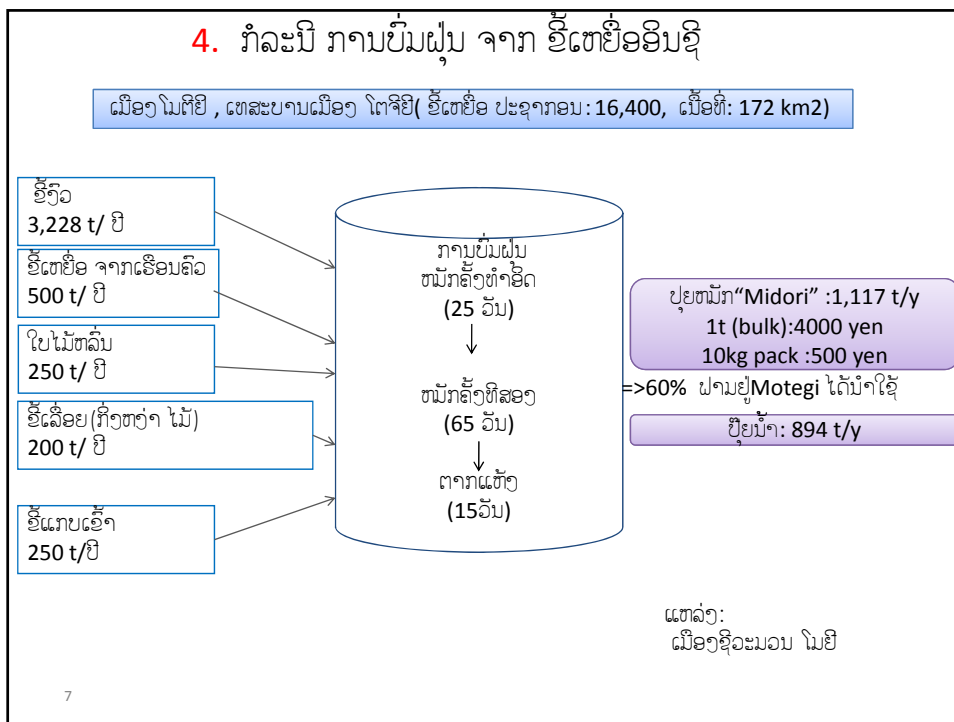 4. ກໍລະນີ ການບົ່ມຝຸ່ນ ຈາກ ຂີ້ເຫຍື່ອອິນຊີ
ເມືອງໂມຕິຢິ , ເທສະບານເມືອງ ໂຕຈິຢິ( ຂີ້ເຫຍື່ອ ປະຊາກອນ: 16,400, ເນື້ອທີ່: 172 km2)
ຂີ້ງົວ
3,228 t/ ປີ
ຂີ້ເຫຍື່ອ ຈາກເຮືອນຄົວ
500 t/ ປີ
ໃບໄມ້ຫລົ່ນ
250 t/ ປີ
ຂີ້ເລື່ອຍ(ກິ່ງຫງ່າ ໄມ້)
200 t/ ປີ
ຂີ້ແກບເຂົ້າ
250 t/ປີ
ການບົ່ມຝຸ່ນ
ຫມັກຄັ້ງທຳອິດ
(25 ວັນ)
ຫມັກຄັ້ງທີສອງ
(65 ວັນ)
ຕາກແຫ້ງ
(15ວັນ)
ປຸຍຫມັກ“Midori” :1,117 t/y
1t (bulk):4000 yen
10kg pack :500 yen
=>60% ຟາມຢູ່Motegi ໄດ້ນຳໃຊ້
ປຸ໊ຍນ້ຳ: 894 t/y
ແຫລ່ງ:
ເມືອງຊີວະມວນ ໂມຢິ
7